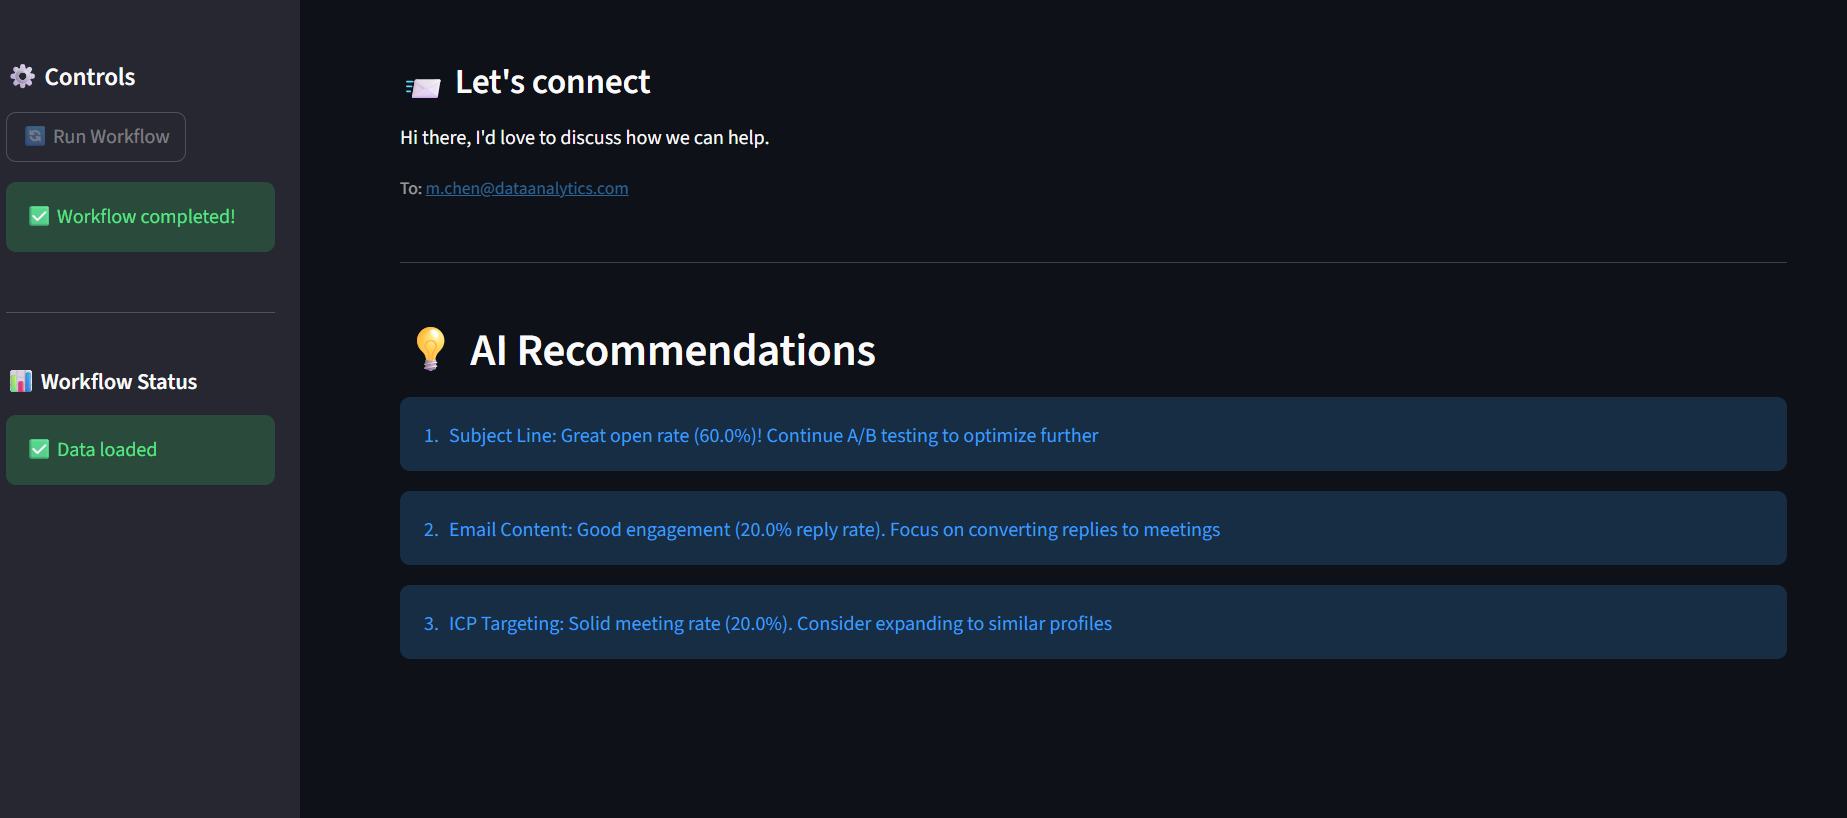 Controls
Run Workflow
Workflow completed!
Workflow Status
Data loaded
Let's connect
Hi there, I'd love to discuss how we can help.
To: m.chen@dataanalytics.com
AI Recommendations
1. Subject Line: Great open rate (60.0%)! Continue A/B testing to optimize further
2. Email Content: Good engagement (20.0% reply rate). Focus on converting replies to meetings
3. ICP Targeting: Solid meeting rate (20.0%). Consider expanding to similar profiles